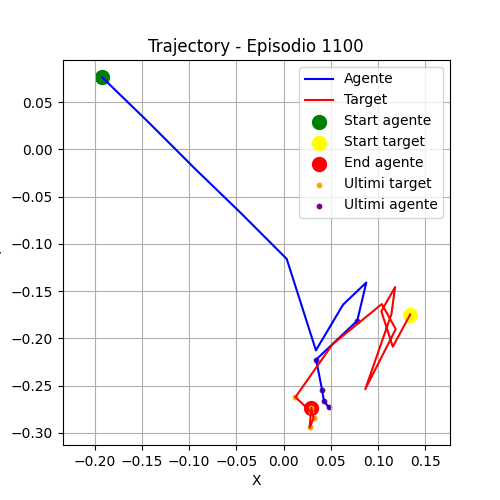 Trajectory - Episodio 1100
Agente
Target
Start agente
Start target
End agente
Ultimi target
Ultimi agente
0.05
0.00
−0.05
−0.10
−0.15
−0.20
−0.25
−0.30
−0.20 −0.15 −0.10 −0.05 0.00 0.05 0.10 0.15
X